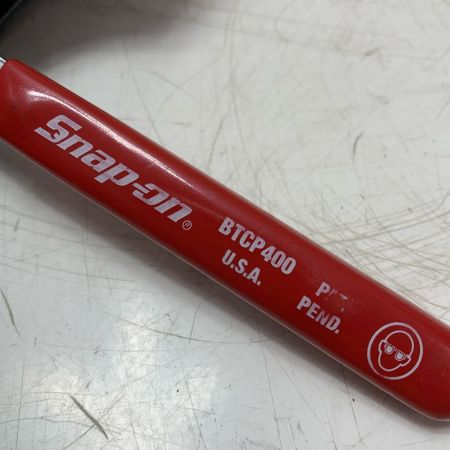 Snap-on®
BTCP400
U.S.A.
PEND.